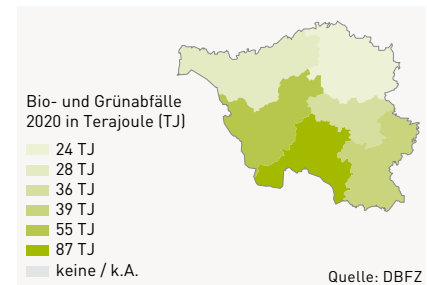 Bio- und Grünabfälle
2020 in Terajoule (TJ)
24 TJ
28 TJ
36 TJ
39 TJ
55 TJ
87 TJ
keine / k.A.
Quelle: DBFZ